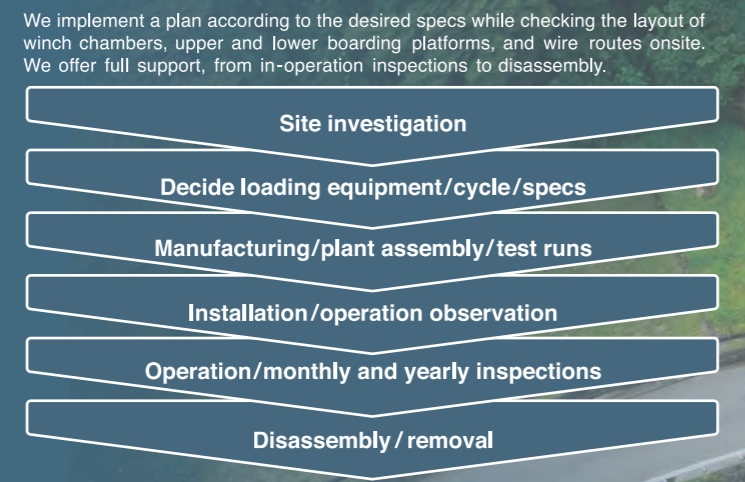 We implement a plan according to the desired specs while checking the layout of
winch chambers, upper and lower boarding platforms, and wire routes onsite.
We offer full support, from in-operation inspections to disassembly.
Site investigation
Decide loading equipment/cycle/specs
Manufacturing/plant assembly/test runs
Installation/operation observation
Operation/monthly and yearly inspections
Disassembly/removal